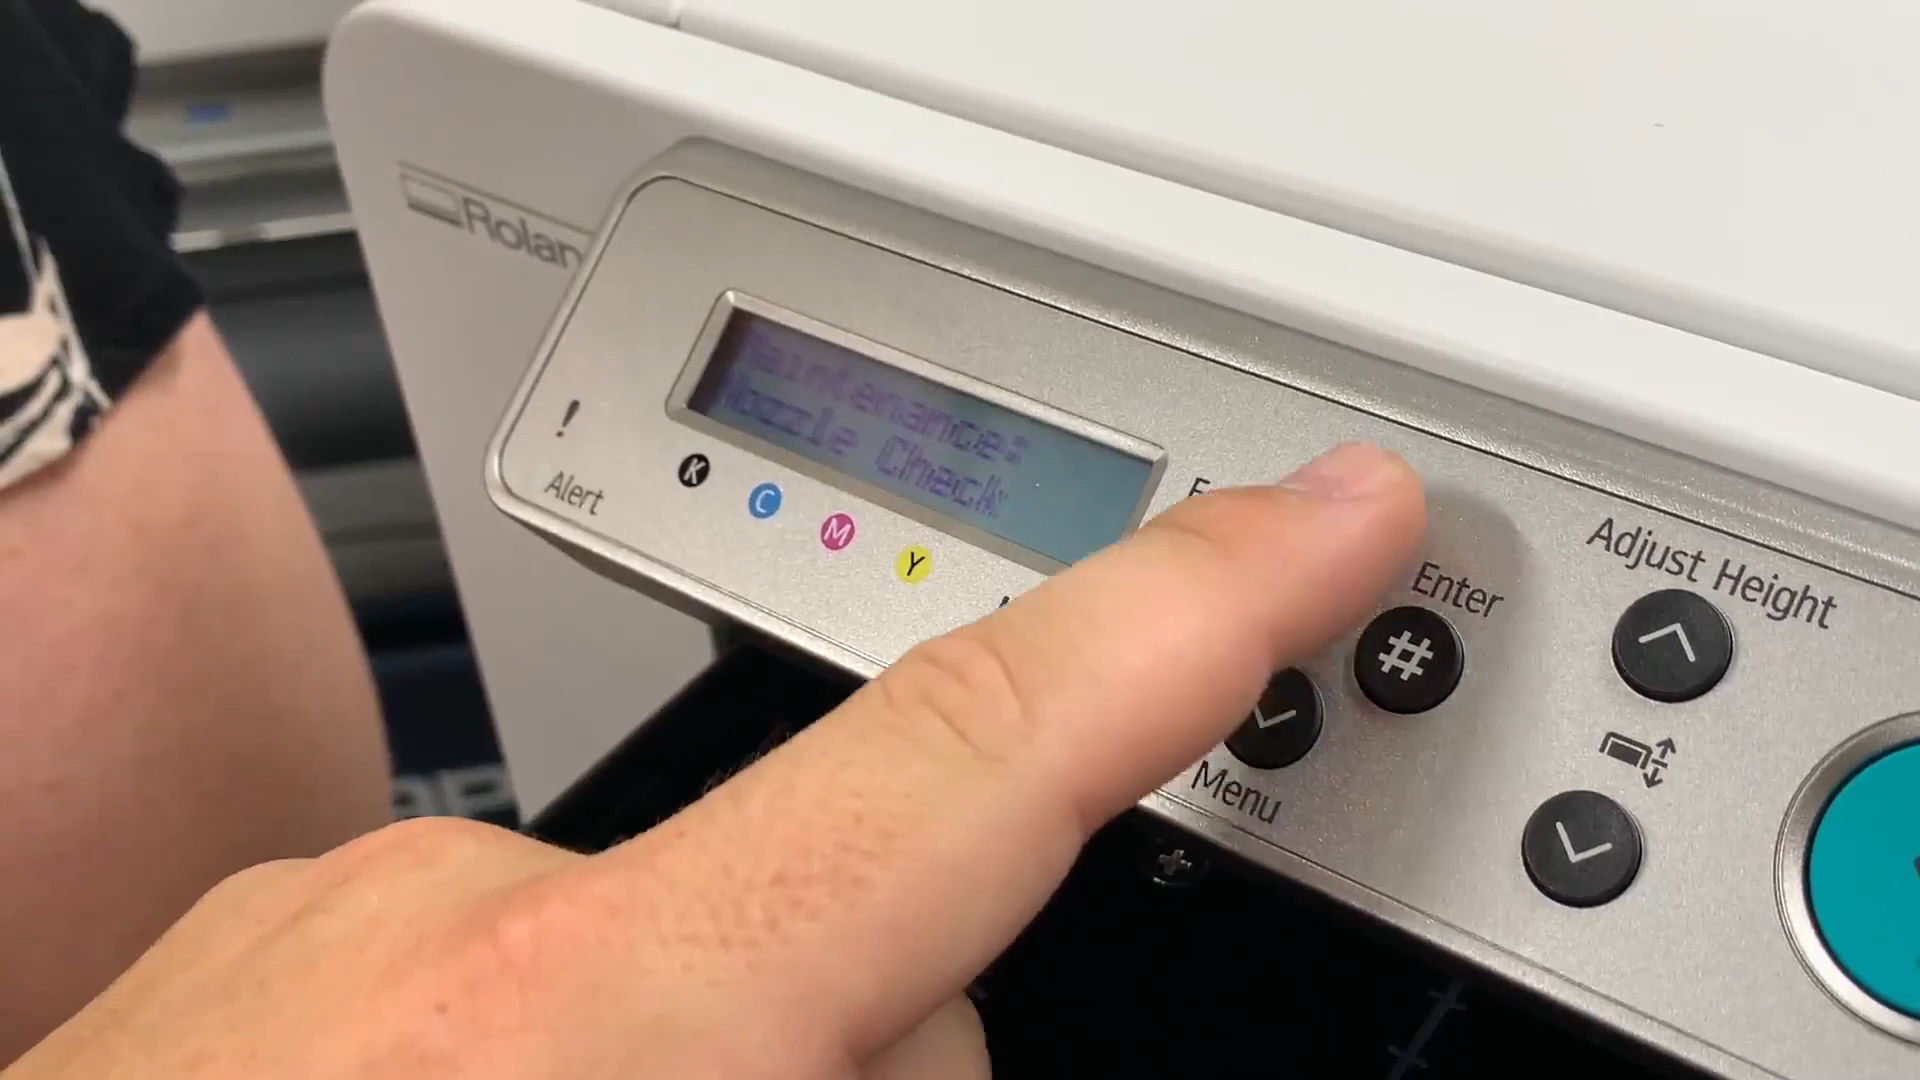 Rolan
Maintenance:
Nozzle Check
!
Alert
K
C
M
Y
Enter
#
Menu
Adjust Height